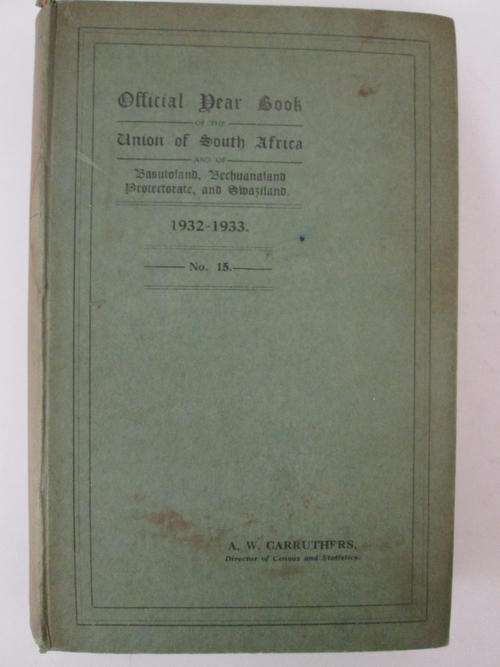 Official Year Book
OF THE
Union of South Africa
AND OF
Basutoland, Bechuanaland
Protectorate, and Swaziland.
1932-1933.
No. 15.
A. W. CARRUTHERS,
Director of Census and Statistics.